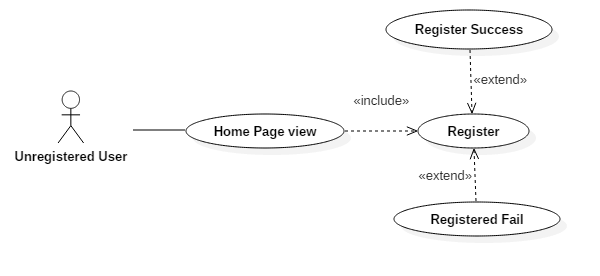 Register Success
«extend»
«include»
Home Page view
Register
Unregistered User
«extend»
Registered Fail